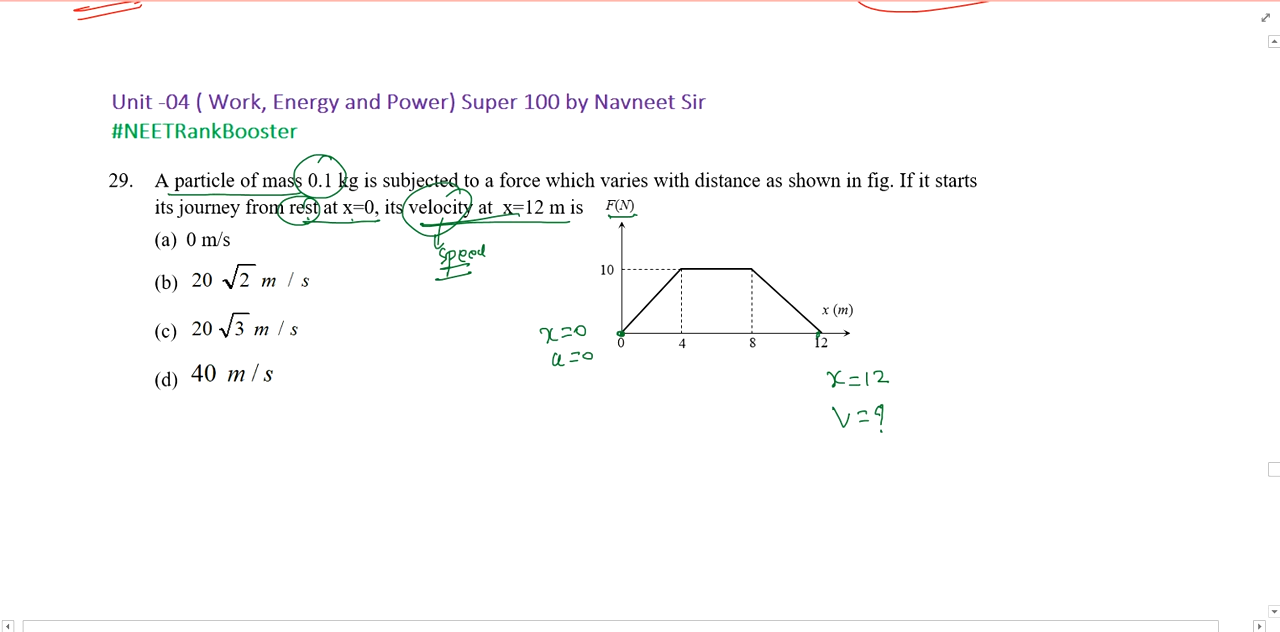 Unit -04 ( Work, Energy and Power) Super 100 by Navneet Sir
#NEETRankBooster
29. A particle of mass 0.1 kg is subjected to a force which varies with distance as shown in fig. If it starts
its journey from rest at x=0, its velocity at x=12 m is
F(N)
(a) 0 m/s
speed
(b) 20 √2 m / s
10
x (m)
(c) 20 √3 m / s
x=0
0 4 8 12
u=0
(d) 40 m / s
x=12
v=?